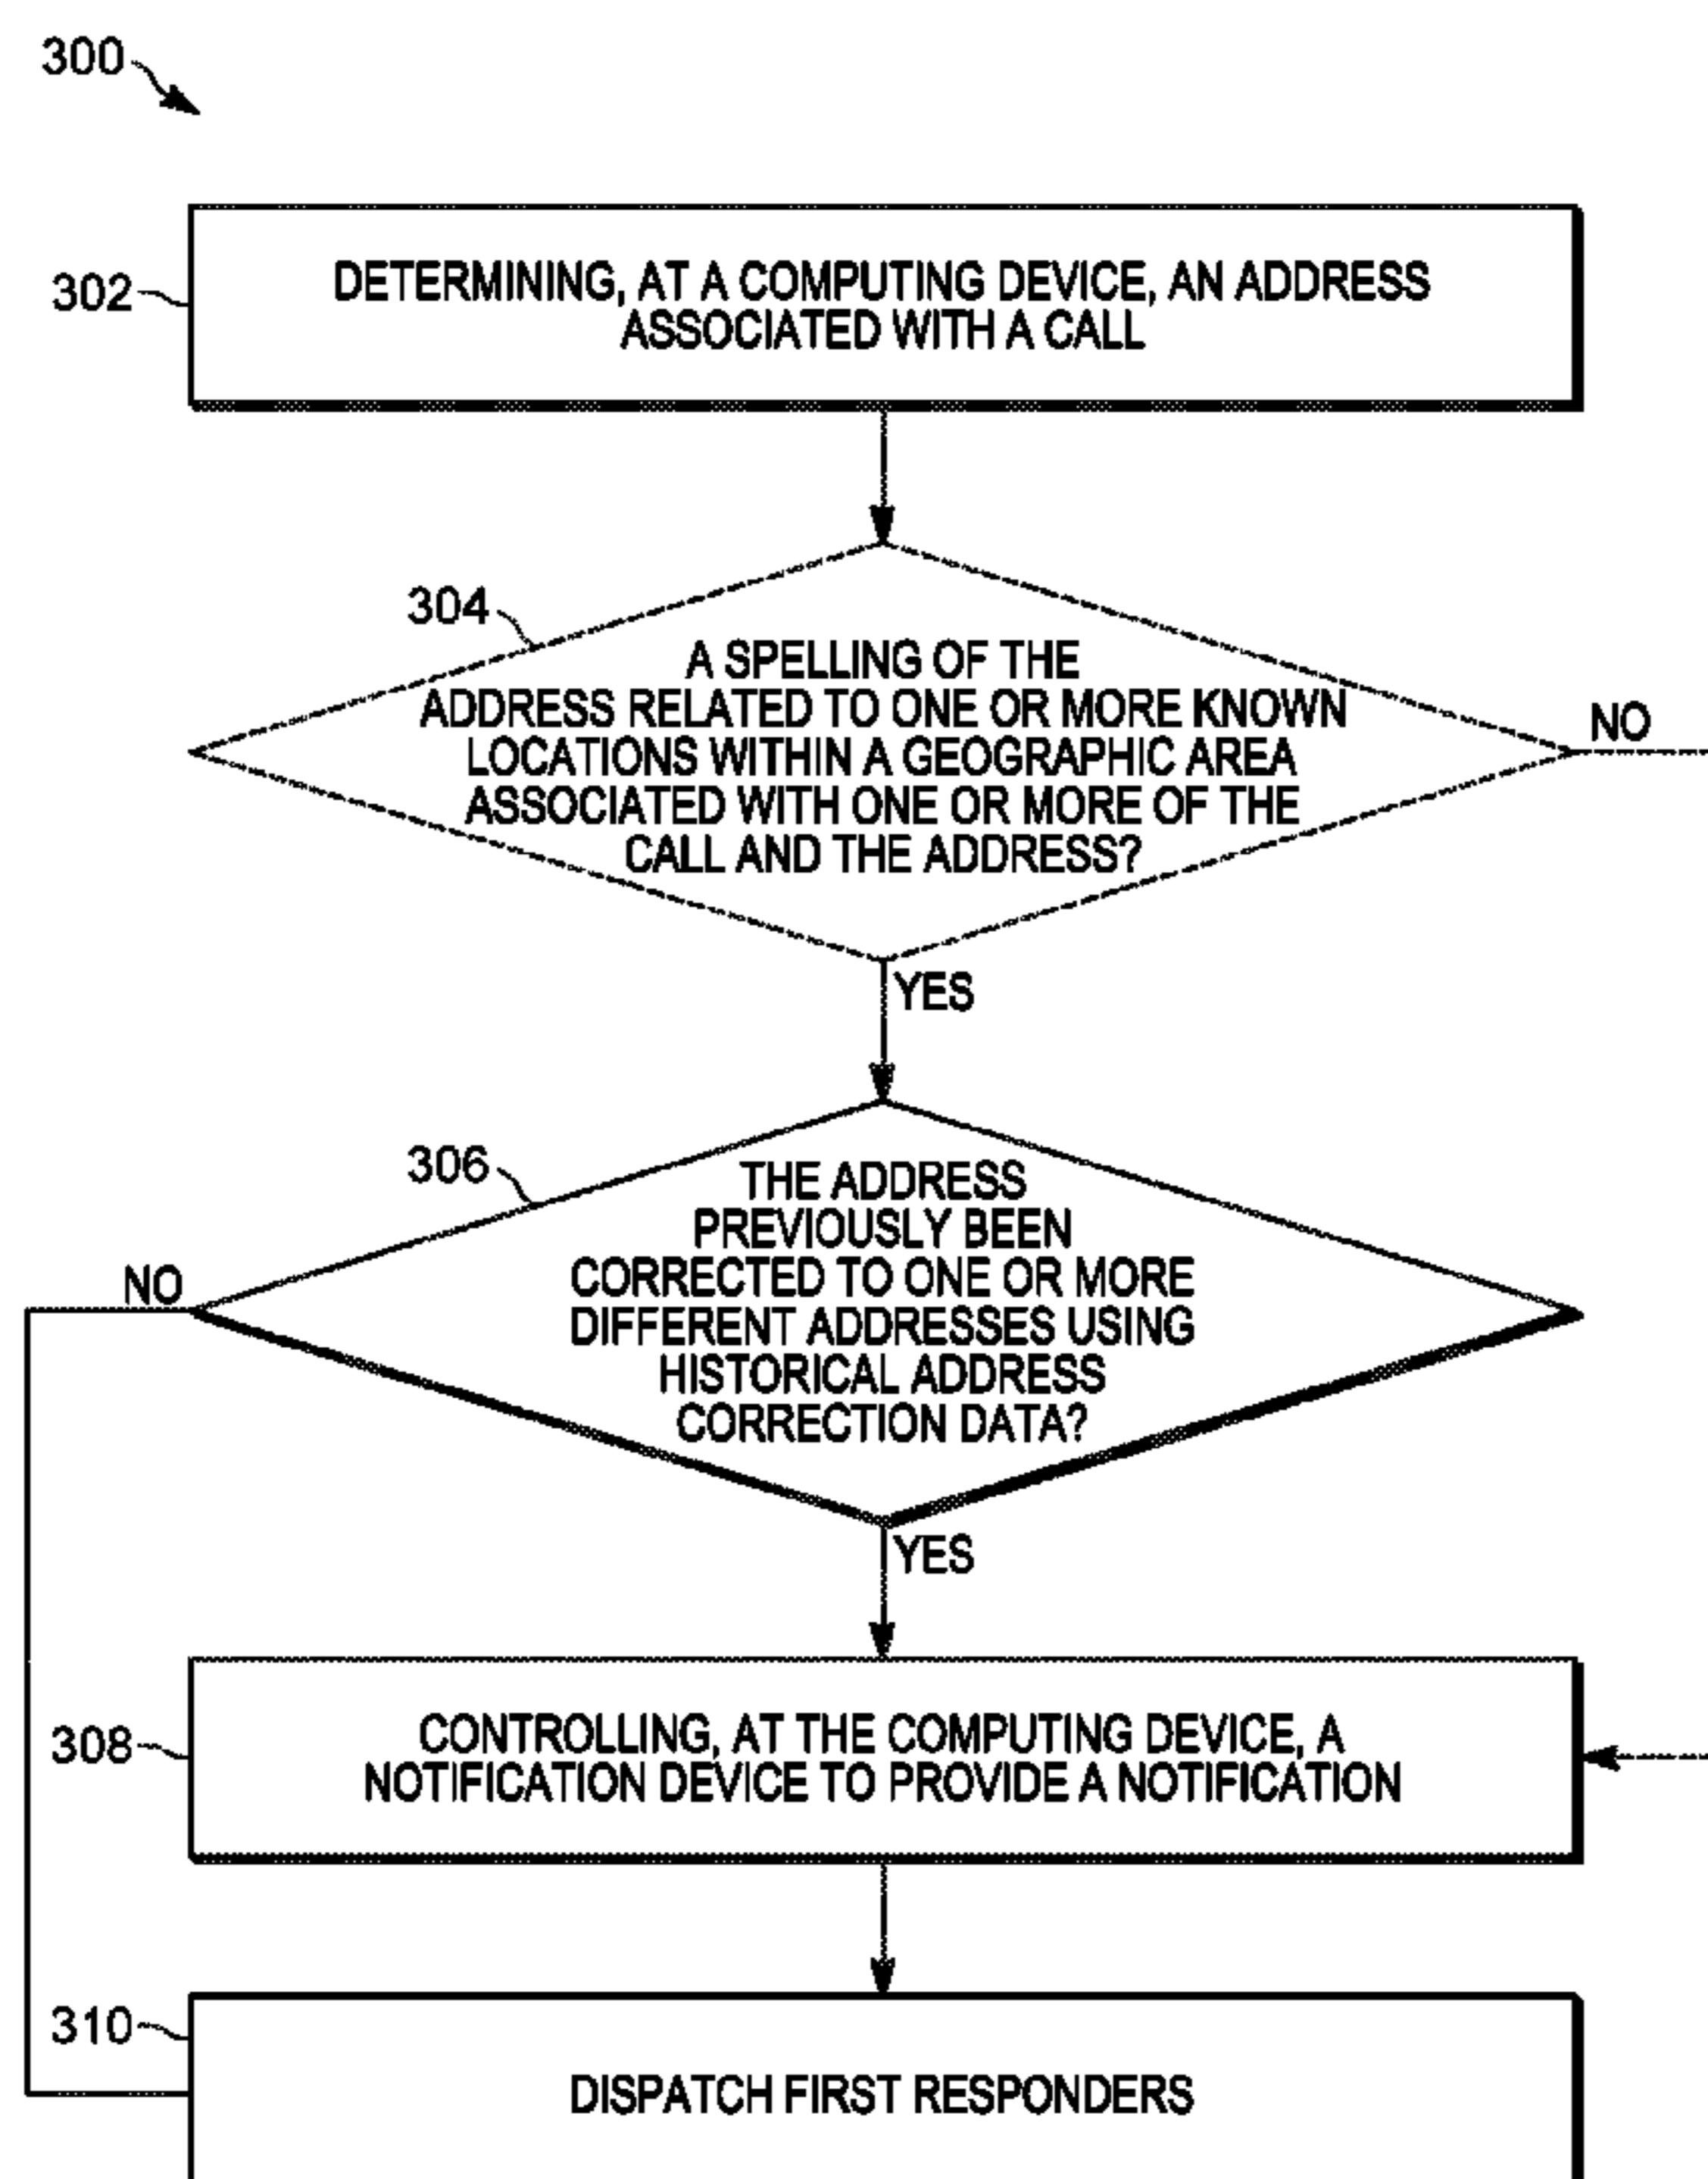 300
302
DETERMINING, AT A COMPUTING DEVICE, AN ADDRESS
ASSOCIATED WITH A CALL
304
A SPELLING OF THE
ADDRESS RELATED TO ONE OR MORE KNOWN
LOCATIONS WITHIN A GEOGRAPHIC AREA
ASSOCIATED WITH ONE OR MORE OF THE
CALL AND THE ADDRESS?
NO
YES
306
THE ADDRESS
PREVIOUSLY BEEN
CORRECTED TO ONE OR MORE
DIFFERENT ADDRESSES USING
HISTORICAL ADDRESS
CORRECTION DATA?
NO
YES
308
CONTROLLING, AT THE COMPUTING DEVICE, A
NOTIFICATION DEVICE TO PROVIDE A NOTIFICATION
310
DISPATCH FIRST RESPONDERS